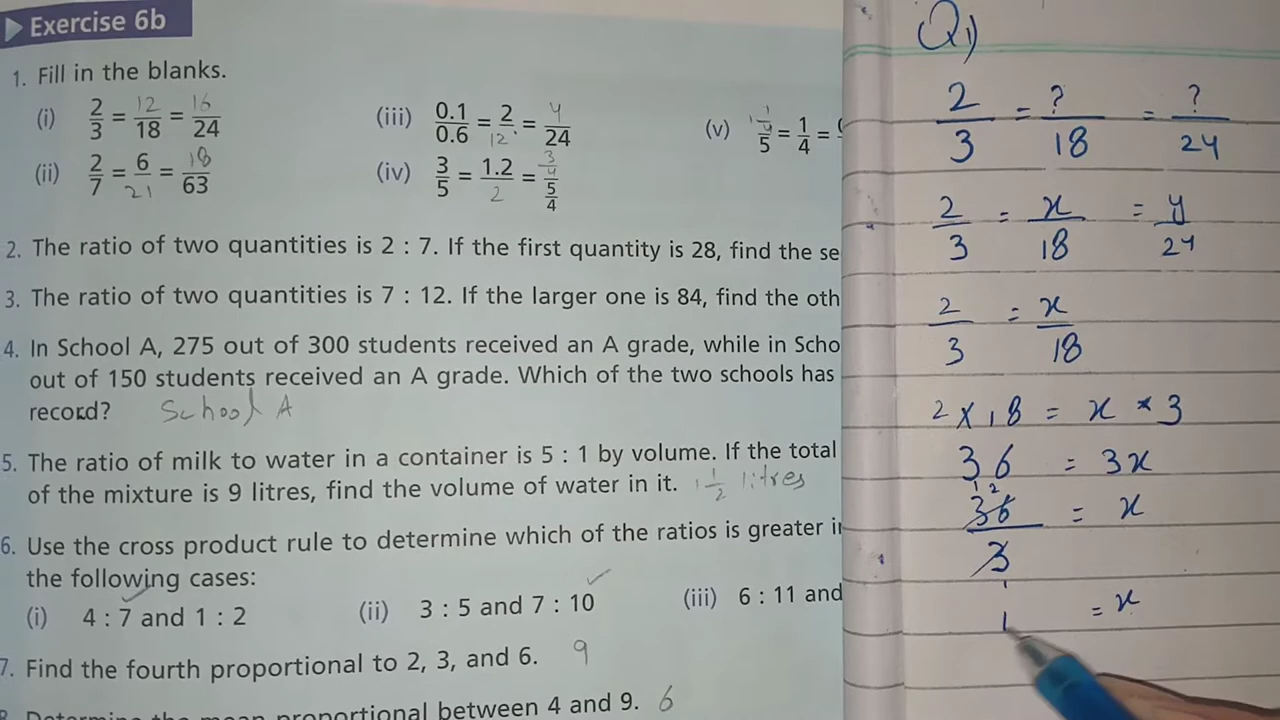 Exercise 6b
1. Fill in the blanks.
(i) 2/3 = 12/18 = 16/24
(iii) 0.1/0.6 = 2/12 = 4/24
(v) /5 = 1/4 =
(ii) 2/7 = 6/21 = 18/63
(iv) 3/5 = 1.2/2 = 3/4 / 5/4
2. The ratio of two quantities is 2 : 7. If the first quantity is 28, find the se
3. The ratio of two quantities is 7 : 12. If the larger one is 84, find the oth
4. In School A, 275 out of 300 students received an A grade, while in Scho
out of 150 students received an A grade. Which of the two schools has
record? School A
5. The ratio of milk to water in a container is 5 : 1 by volume. If the total
of the mixture is 9 litres, find the volume of water in it. 1 1/2 litres
6. Use the cross product rule to determine which of the ratios is greater in
the following cases:
(i) 4 : 7 and 1 : 2 (ii) 3 : 5 and 7 : 10 (iii) 6 : 11 and
7. Find the fourth proportional to 2, 3, and 6. 9
8. Determine the mean proportional between 4 and 9. 6
Q1)
2/3 = ?/18 = ?/24
2/3 = x/18 = y/24
2/3 = x/18
2 × 18 = x × 3
36 = 3x
12
36/3 = x
1
1 = x